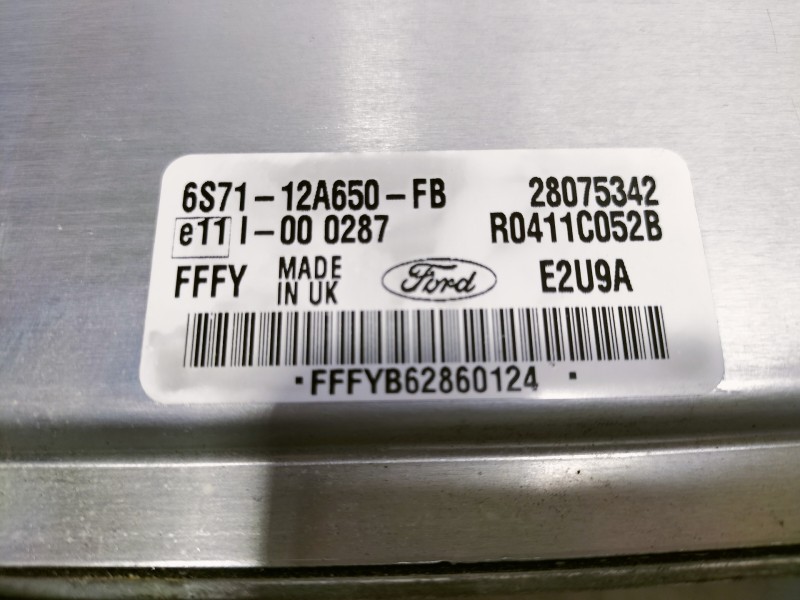 6S71-12A650-FB 28075342
e11 I-00 0287 R0411C052B
FFFY MADE IN UK Ford E2U9A
·FFFYB62860124·